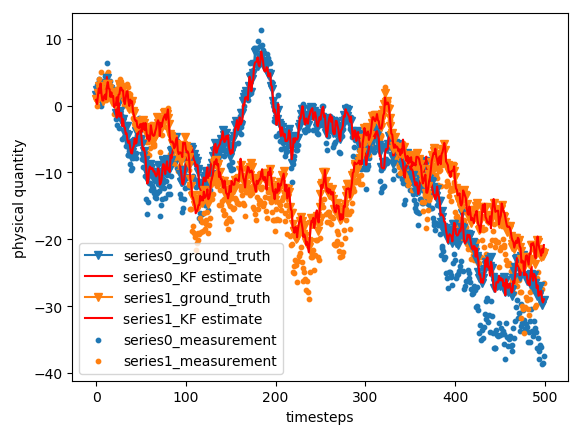 10
0
−10
−20
−30
−40
physical quantity
series0_ground_truth
series0_KF estimate
series1_ground_truth
series1_KF estimate
series0_measurement
series1_measurement
0
100
200
300
400
500
timesteps